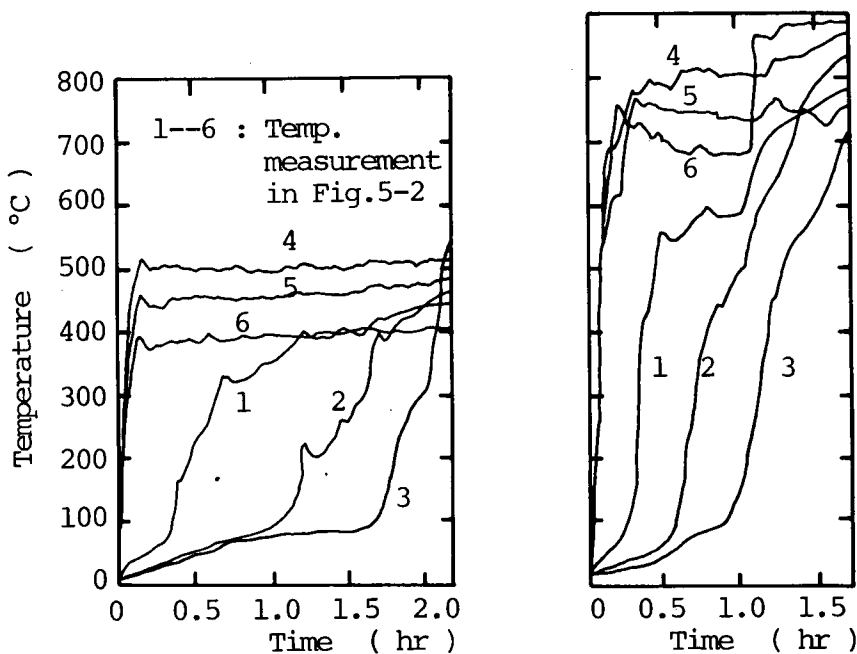 800
700
600
500
400
300
200
100
0
Temperature ( °C )
1--6 : Temp.
measurement
in Fig.5-2
4
5
6
1
2
3
0 0.5 1.0 1.5 2.0
Time ( hr )
4
5
6
1
2
3
0 0.5 1.0 1.5
Time ( hr )